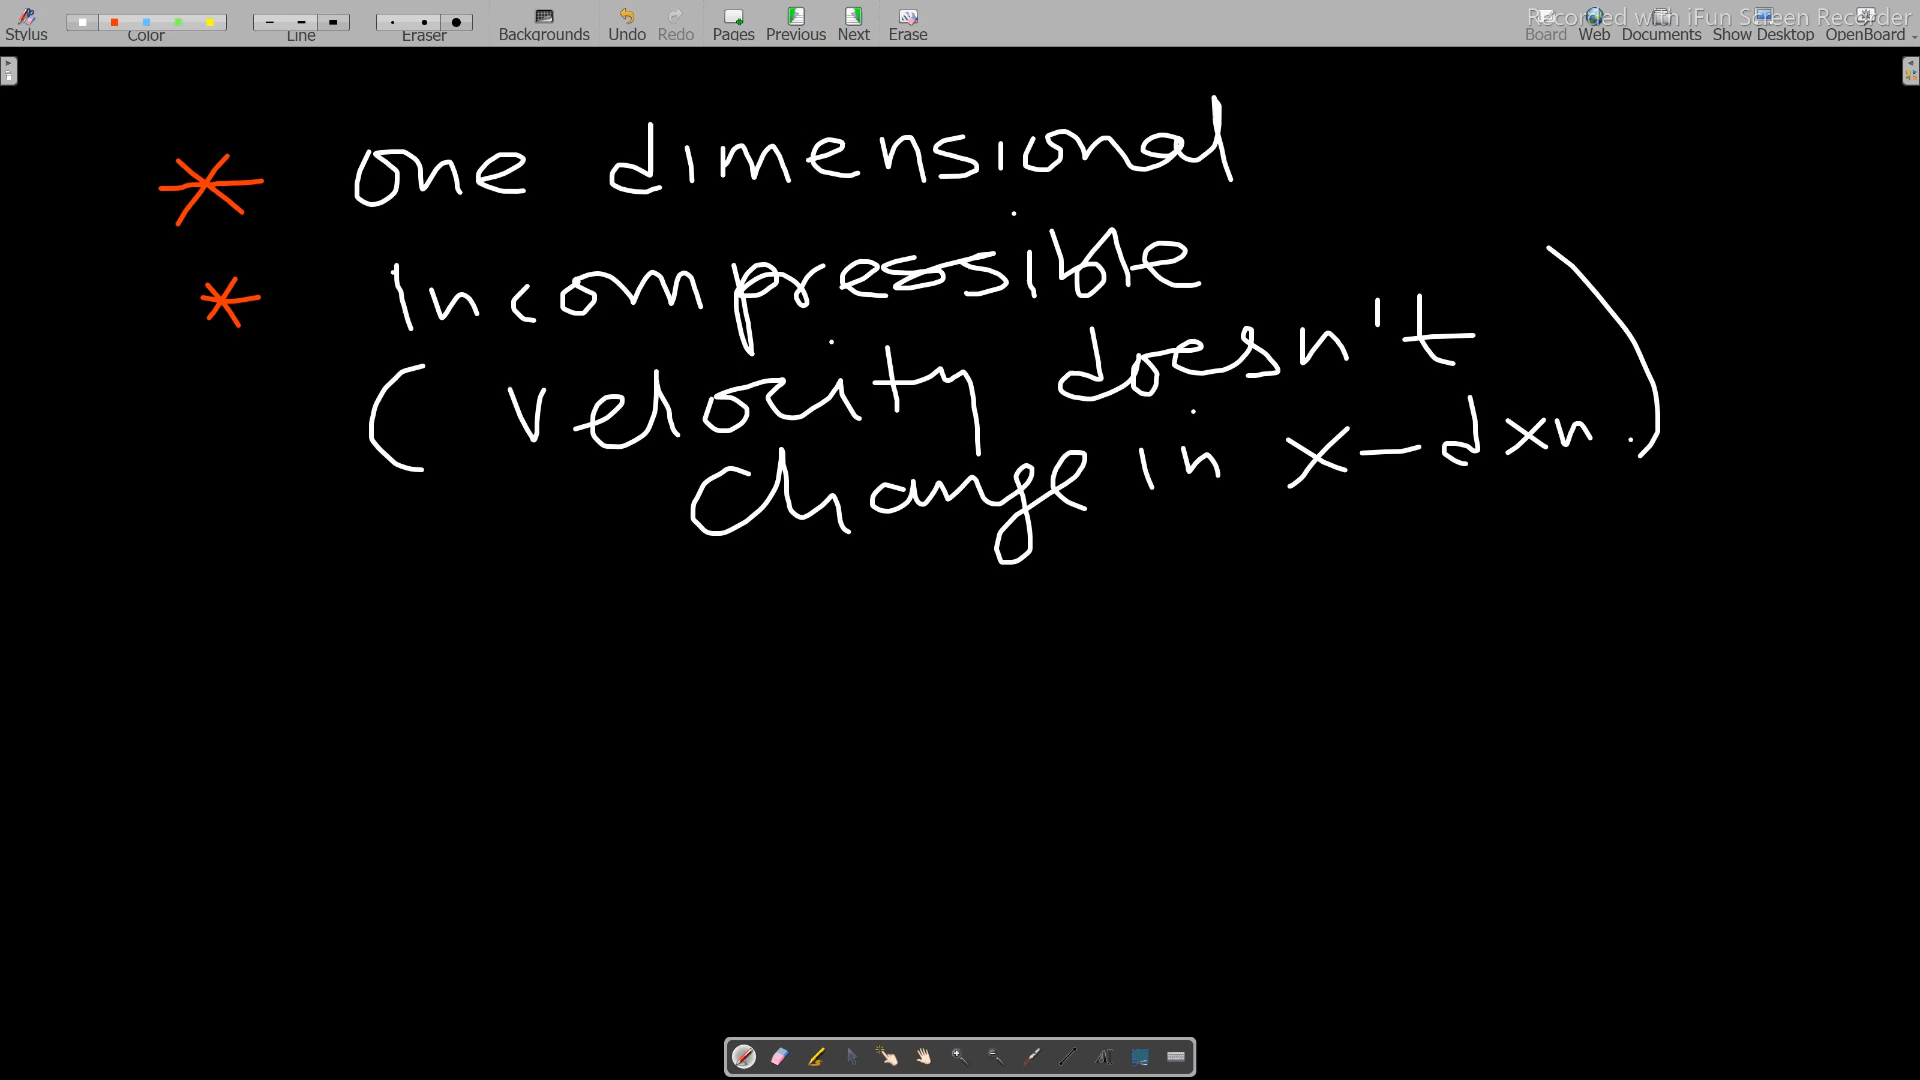 Recorded with iFun Screen Recorder
Stylus Color Line Eraser Backgrounds Undo Redo Pages Previous Next Erase Board Web Documents Show Desktop OpenBoard
* one dimensional
* Incompressible
( velocity doesn't
change in x-dxn. )